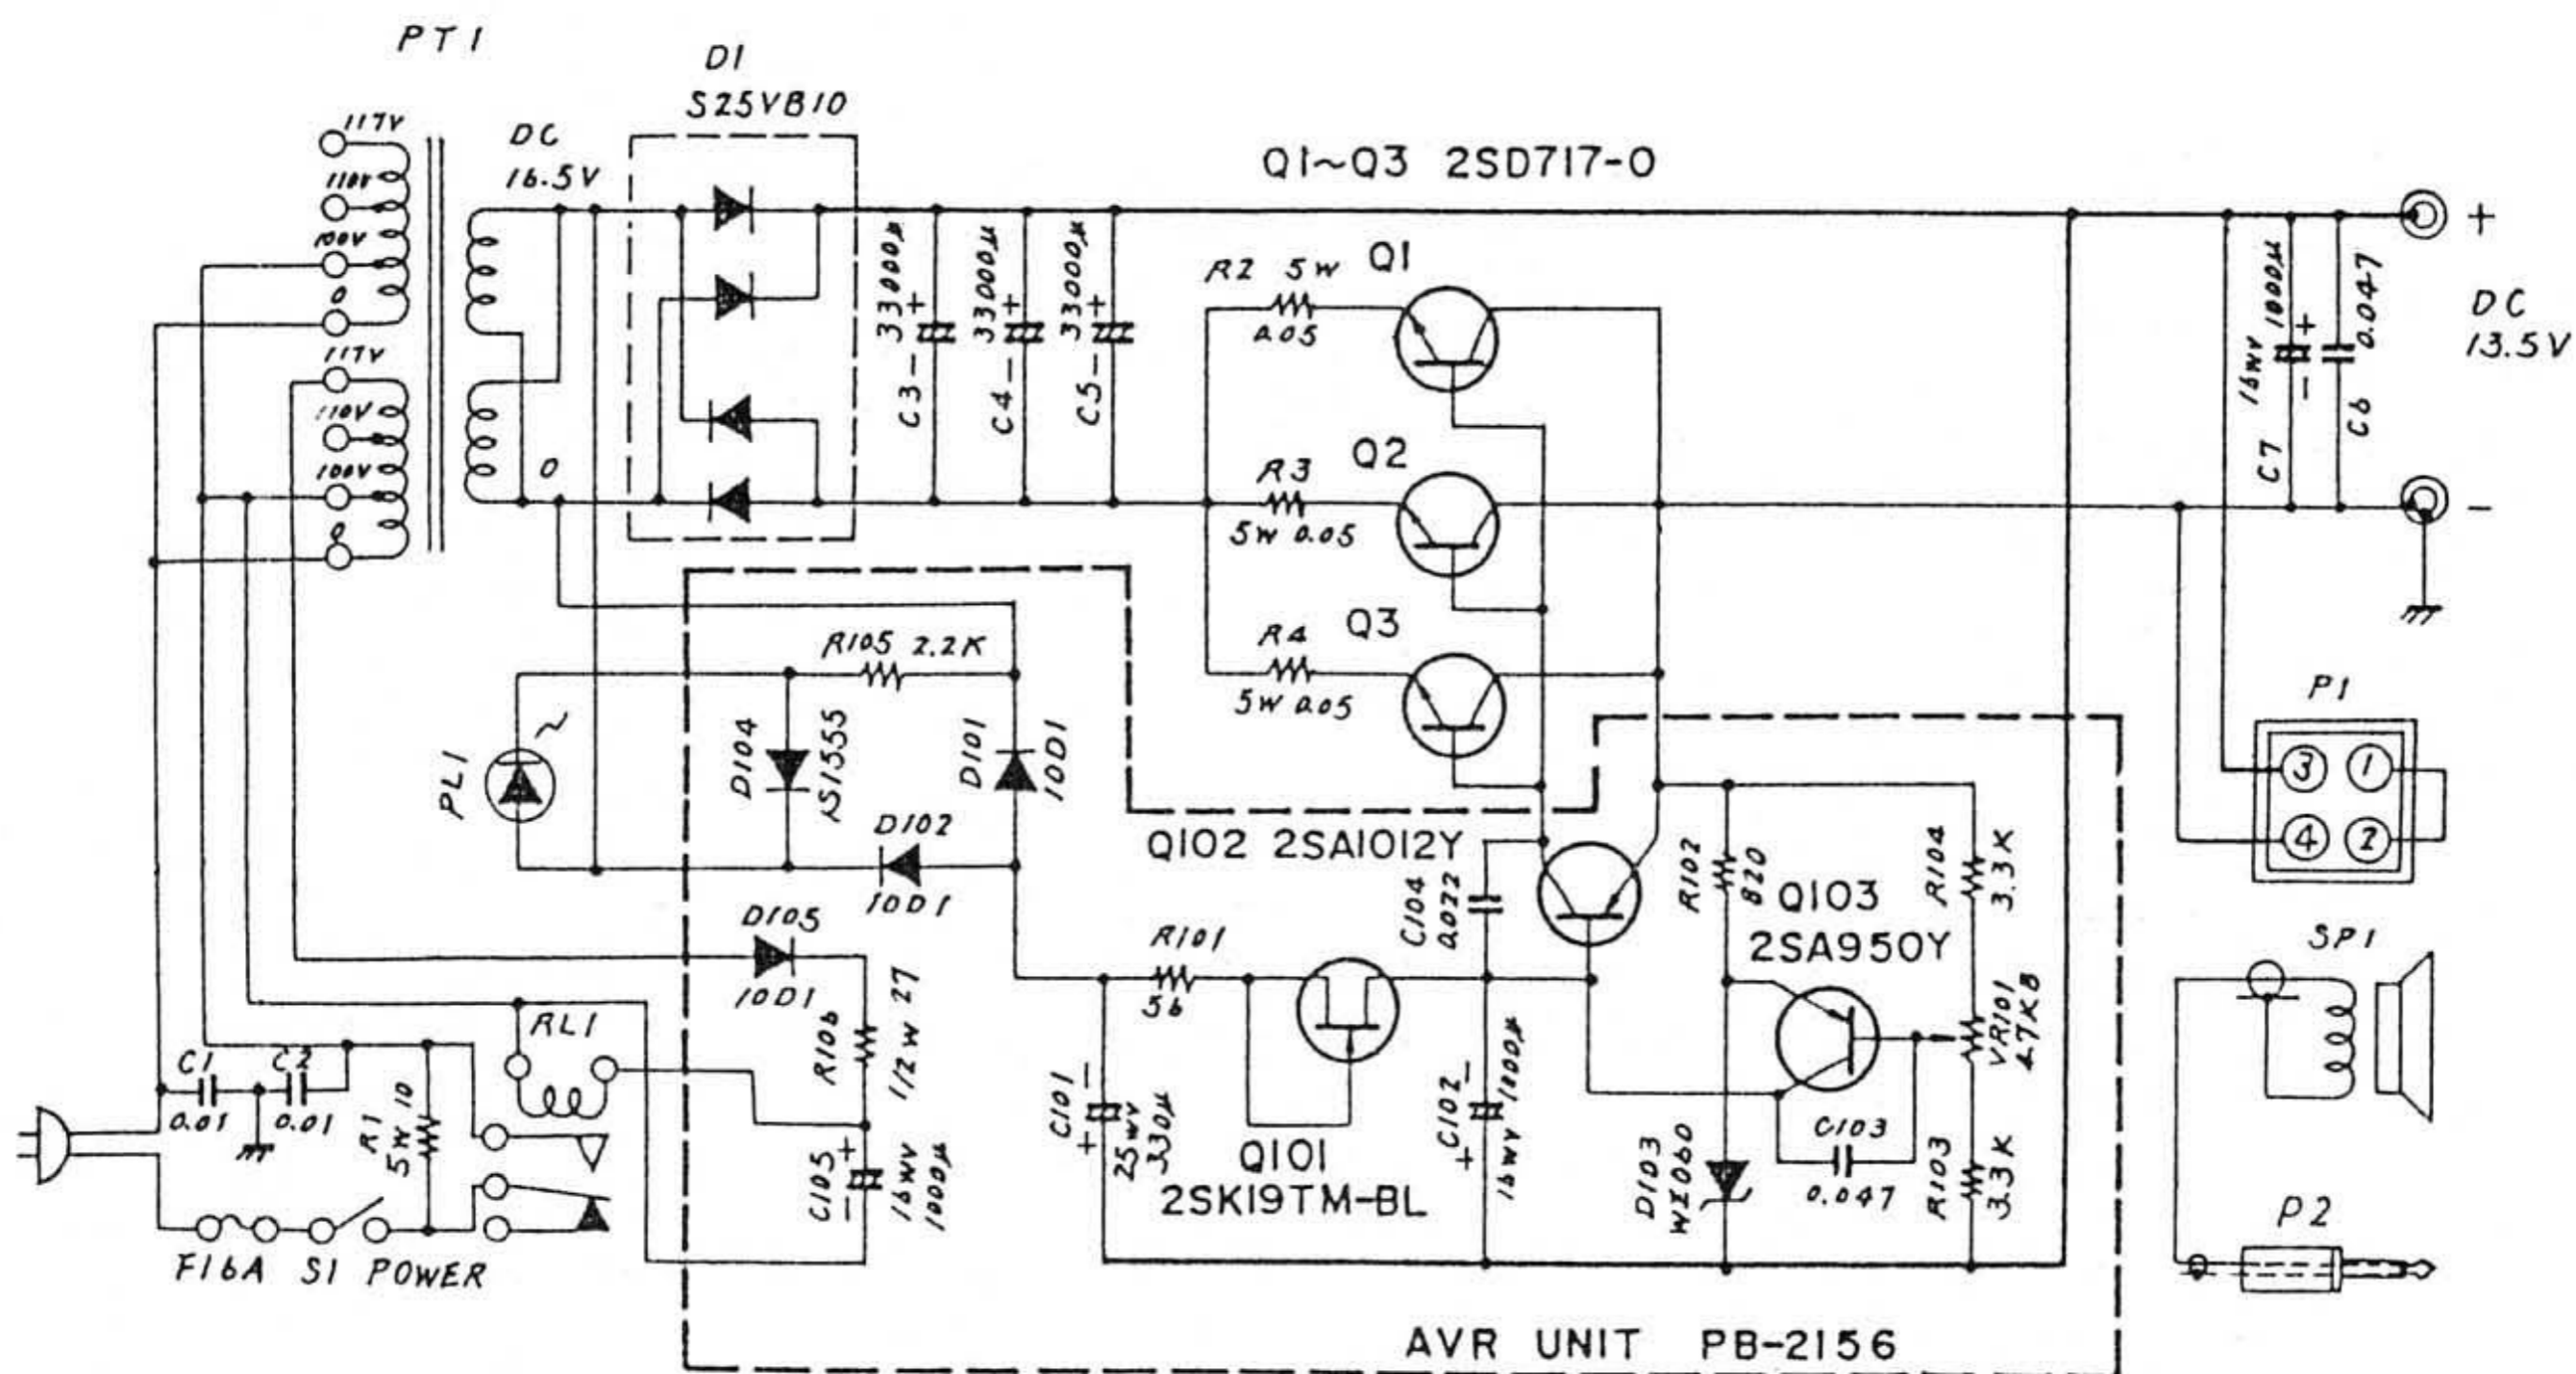 PT1
D1
S25VB10
117V
110V
100V
0
117V
110V
100V
0
DC
16.5V
0
Q1~Q3 2SD717-O
C3 33000μ + -
C4 33000μ + -
C5 33000μ + -
R2 5W
0.05
Q1
R3
5W 0.05
Q2
R4
5W 0.05
Q3
+
DC
13.5V
-
C7 16WV 1000μ + -
C6 0.047
P1
3 1
4 2
SP1
P2
R105 2.2K
PL1
D104 1S1555
D101 10D1
D102
10D1
D105
10D1
R106 1/2W 27
C105 + -
16WV
1000μ
RL1
C1
0.01
C2
0.01
R1
5W 10
F1 6A S1 POWER
Q102 2SA1012Y
C104
0.022
R101
56
C101 + -
25WV
330μ
Q101
2SK19TM-BL
C102 + -
16WV 1000μ
R102
820
Q103
2SA950Y
R104
3.3K
VR101
4.7KB
R103
3.3K
D103
WZ060
C103
0.047
AVR UNIT PB-2156